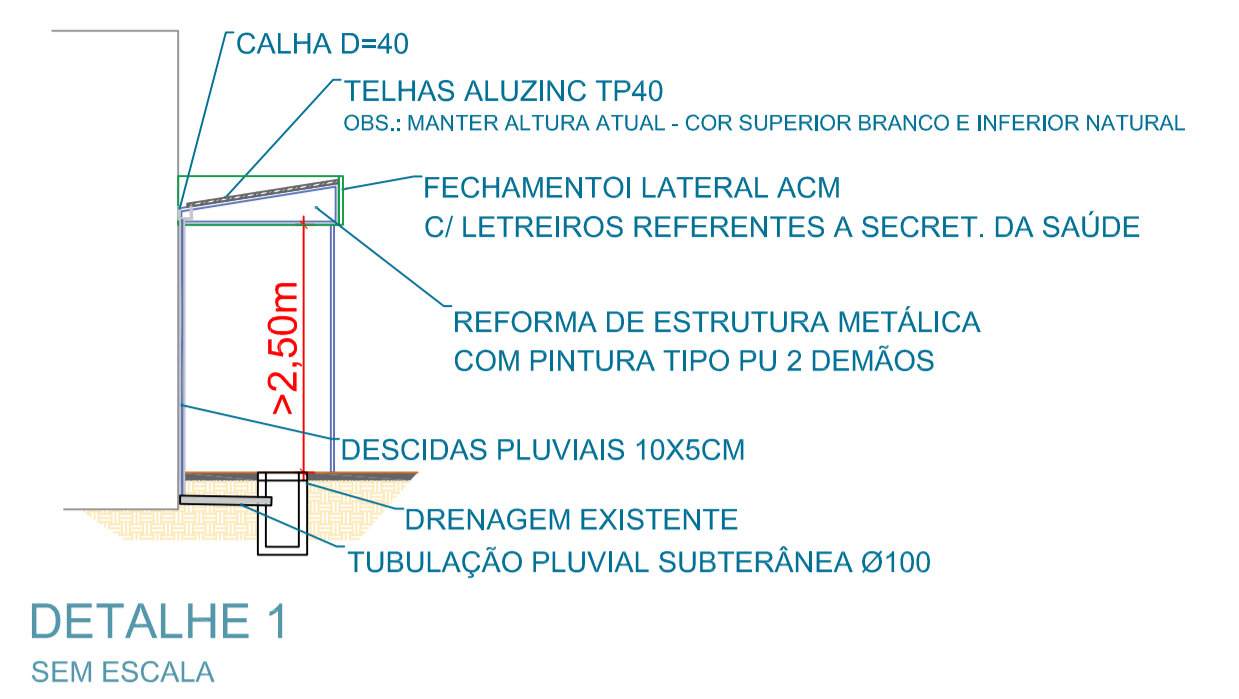 CALHA D=40
TELHAS ALUZINC TP40
OBS.: MANTER ALTURA ATUAL - COR SUPERIOR BRANCO E INFERIOR NATURAL
FECHAMENTOI LATERAL ACM
C/ LETREIROS REFERENTES A SECRET. DA SAÚDE
>2,50m
REFORMA DE ESTRUTURA METÁLICA
COM PINTURA TIPO PU 2 DEMÃOS
DESCIDAS PLUVIAIS 10X5CM
DRENAGEM EXISTENTE
TUBULAÇÃO PLUVIAL SUBTERÂNEA Ø100
DETALHE 1
SEM ESCALA